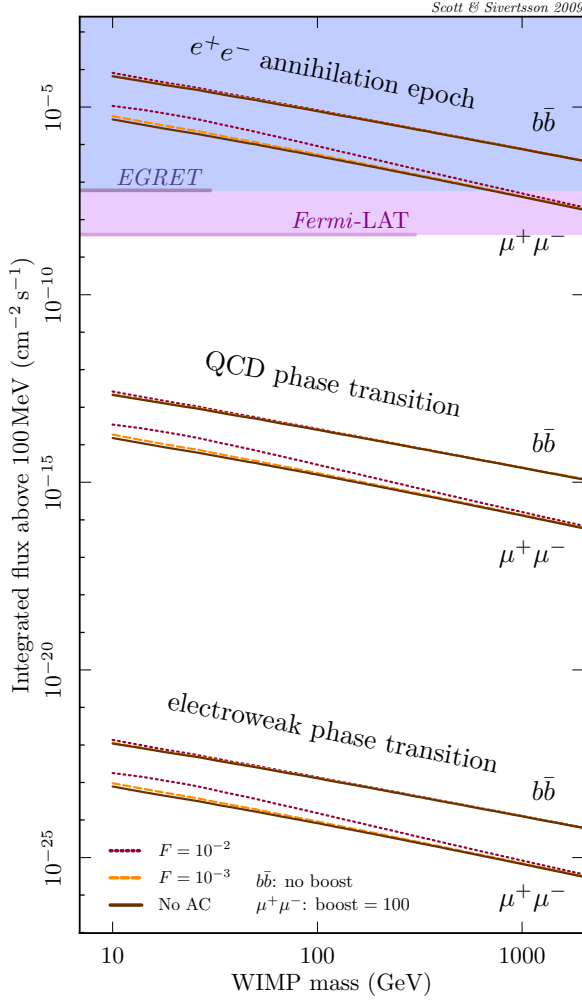 Scott & Sivertsson 2009
e⁺e⁻ annihilation epoch
bb̄
EGRET
Fermi-LAT
μ⁺μ⁻
QCD phase transition
bb̄
μ⁺μ⁻
electroweak phase transition
bb̄
μ⁺μ⁻
F = 10⁻²
F = 10⁻³
No AC
bb̄: no boost
μ⁺μ⁻: boost = 100
10⁻⁵
10⁻¹⁰
10⁻¹⁵
10⁻²⁰
10⁻²⁵
Integrated flux above 100 MeV (cm⁻² s⁻¹)
10 100 1000
WIMP mass (GeV)